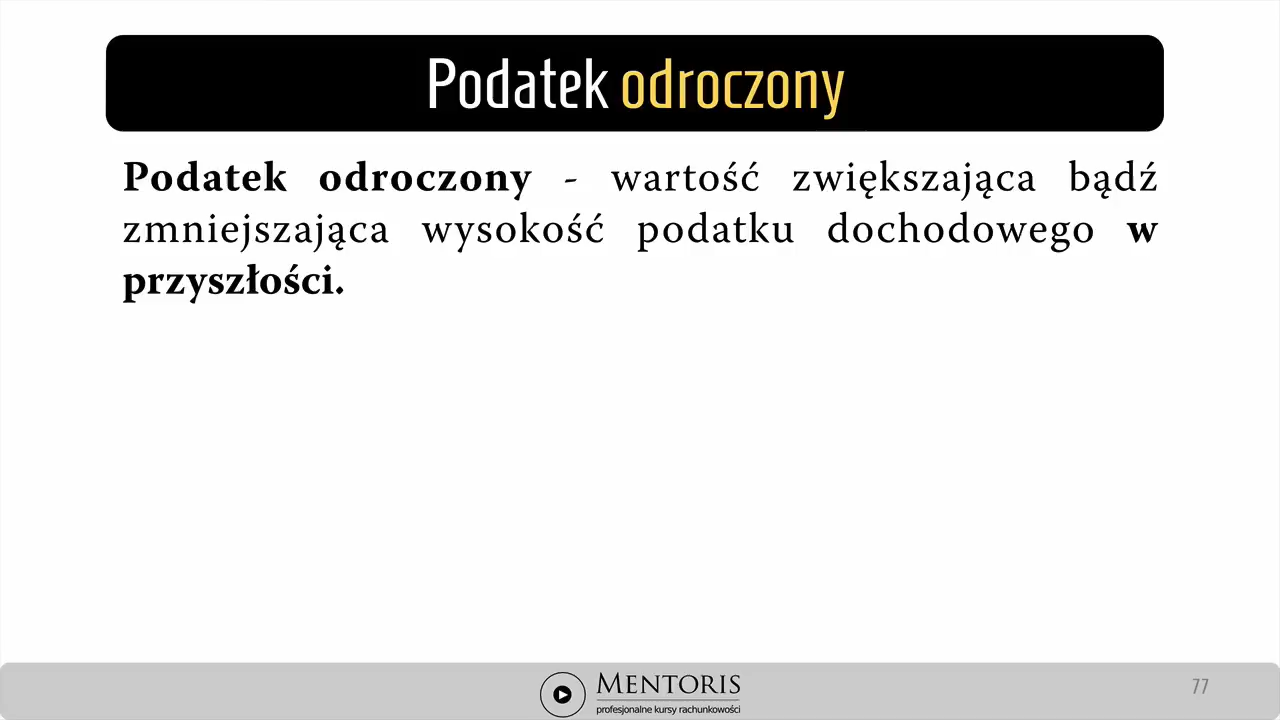 Podatek odroczony
Podatek odroczony - wartość zwiększająca bądź
zmniejszająca wysokość podatku dochodowego w
przyszłości.
MENTORIS
profesjonalne kursy rachunkowości
77